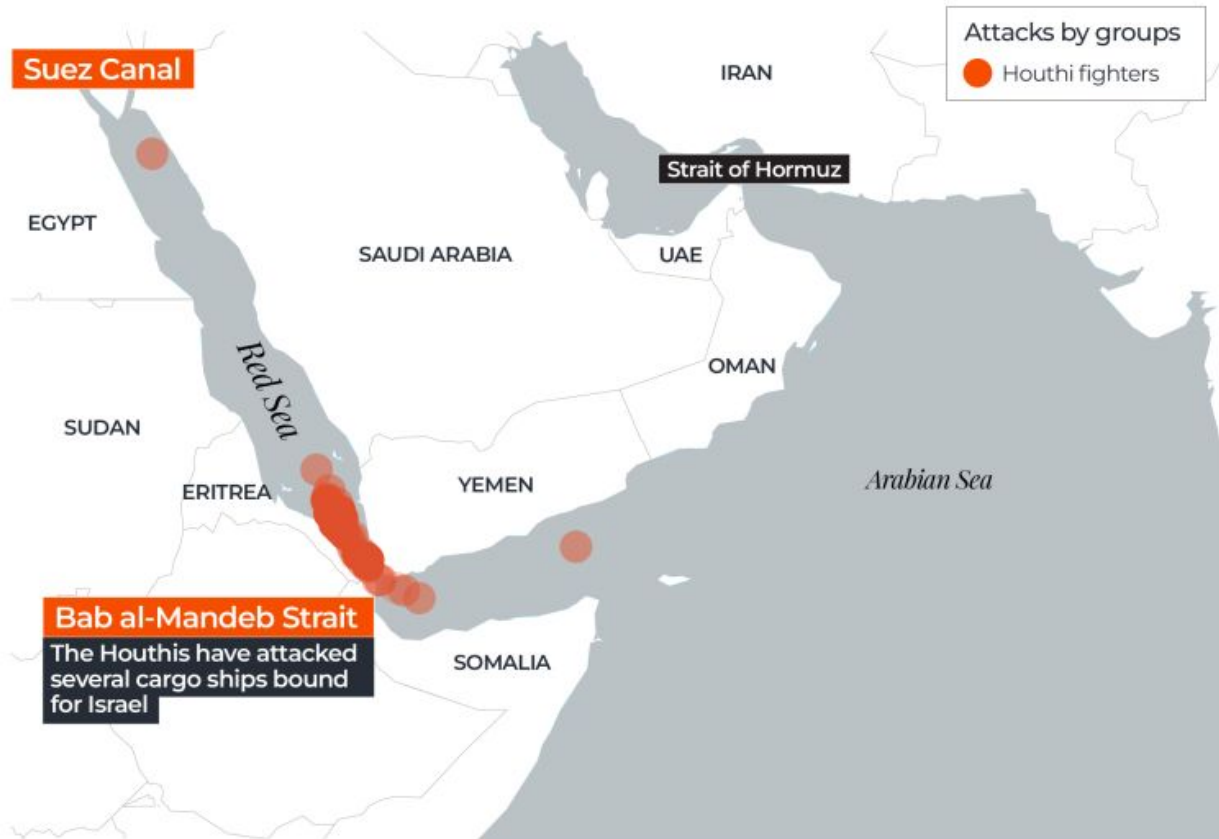 Attacks by groups
Houthi fighters
Suez Canal
IRAN
Strait of Hormuz
EGYPT
SAUDI ARABIA
UAE
Red Sea
OMAN
SUDAN
ERITREA
YEMEN
Arabian Sea
Bab al-Mandeb Strait
The Houthis have attacked
several cargo ships bound
for Israel
SOMALIA